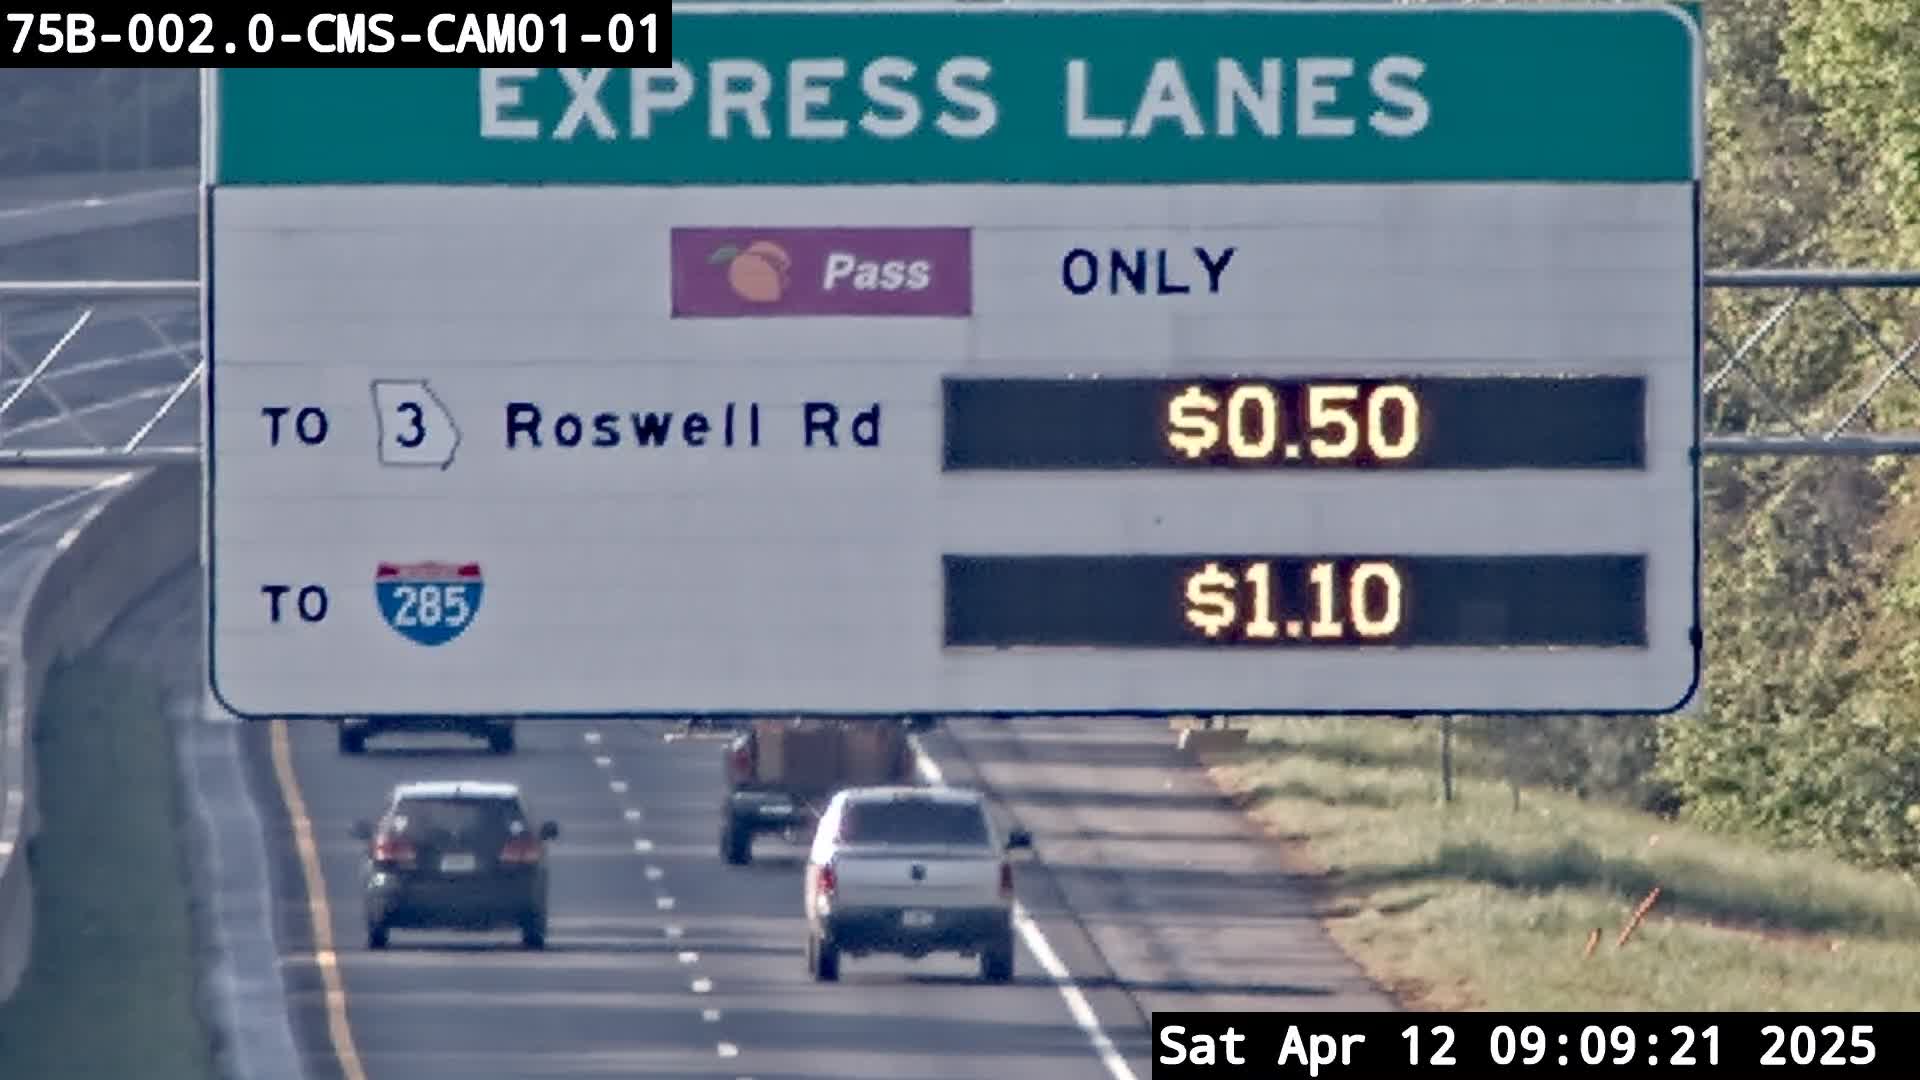 75B-002.0-CMS-CAM01-01
EXPRESS LANES
Pass ONLY
TO 3 Roswell Rd $0.50
TO 285 $1.10
Sat Apr 12 09:09:21 2025